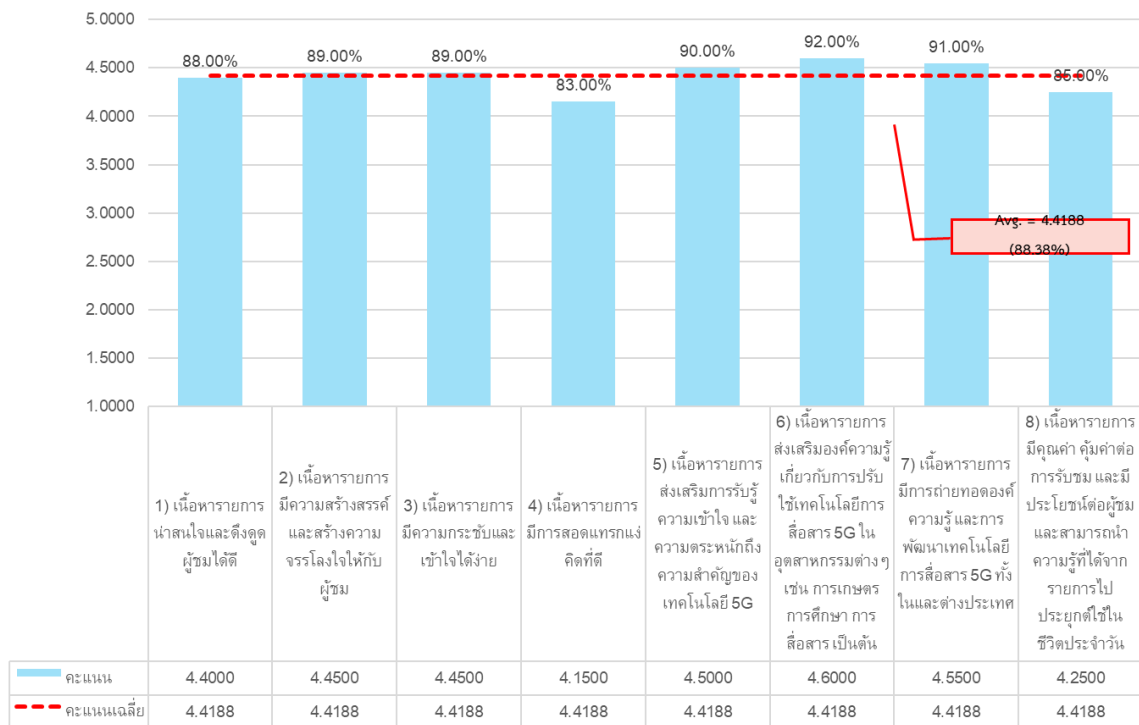 5.0000
4.5000
4.0000
3.5000
3.0000
2.5000
2.0000
1.5000
1.0000
88.00%
89.00%
89.00%
83.00%
90.00%
92.00%
91.00%
85.00%
Avg. = 4.4188
(88.38%)
1) เนื้อหารายการ
น่าสนใจและดึงดูด
ผู้ชมได้ดี
2) เนื้อหารายการ
มีความสร้างสรรค์
และสร้างความ
จรรโลงใจให้กับ
ผู้ชม
3) เนื้อหารายการ
มีความกระชับและ
เข้าใจได้ง่าย
4) เนื้อหารายการ
มีการสอดแทรกแง่
คิดที่ดี
5) เนื้อหารายการ
ส่งเสริมการรับรู้
ความเข้าใจ และ
ความตระหนักถึง
ความสำคัญของ
เทคโนโลยี 5G
6) เนื้อหารายการ
ส่งเสริมองค์ความรู้
เกี่ยวกับการปรับ
ใช้เทคโนโลยีการ
สื่อสาร 5G ใน
อุตสาหกรรมต่าง ๆ
เช่น การเกษตร
การศึกษา การ
สื่อสาร เป็นต้น
7) เนื้อหารายการ
มีการถ่ายทอดองค์
ความรู้ และการ
พัฒนาเทคโนโลยี
การสื่อสาร 5G ทั้ง
ในและต่างประเทศ
8) เนื้อหารายการ
มีคุณค่า คุ้มค่าต่อ
การรับชม และมี
ประโยชน์ต่อผู้ชม
และสามารถนำ
ความรู้ที่ได้จาก
รายการไป
ประยุกต์ใช้ใน
ชีวิตประจำวัน
คะแนน 4.4000 4.4500 4.4500 4.1500 4.5000 4.6000 4.5500 4.2500
คะแนนเฉลี่ย 4.4188 4.4188 4.4188 4.4188 4.4188 4.4188 4.4188 4.4188